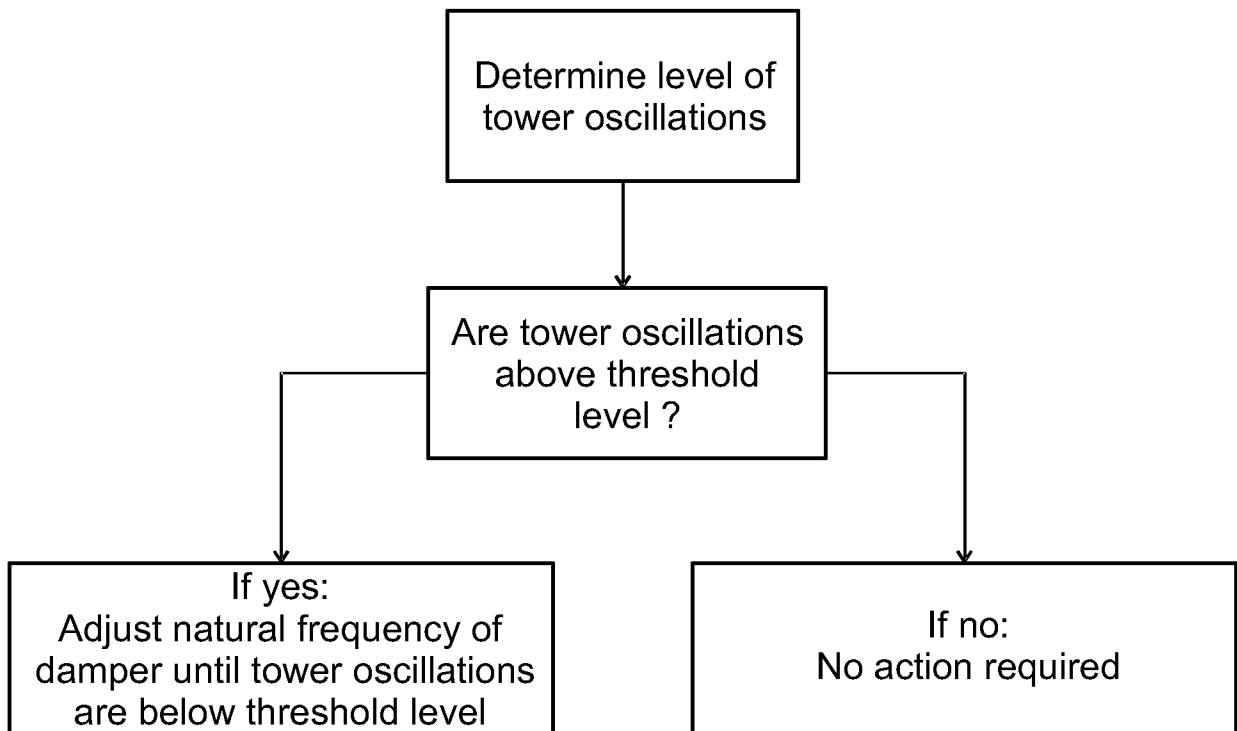 Determine level of
tower oscillations
Are tower oscillations
above threshold
level ?
If yes:
Adjust natural frequency of
damper until tower oscillations
are below threshold level
If no:
No action required